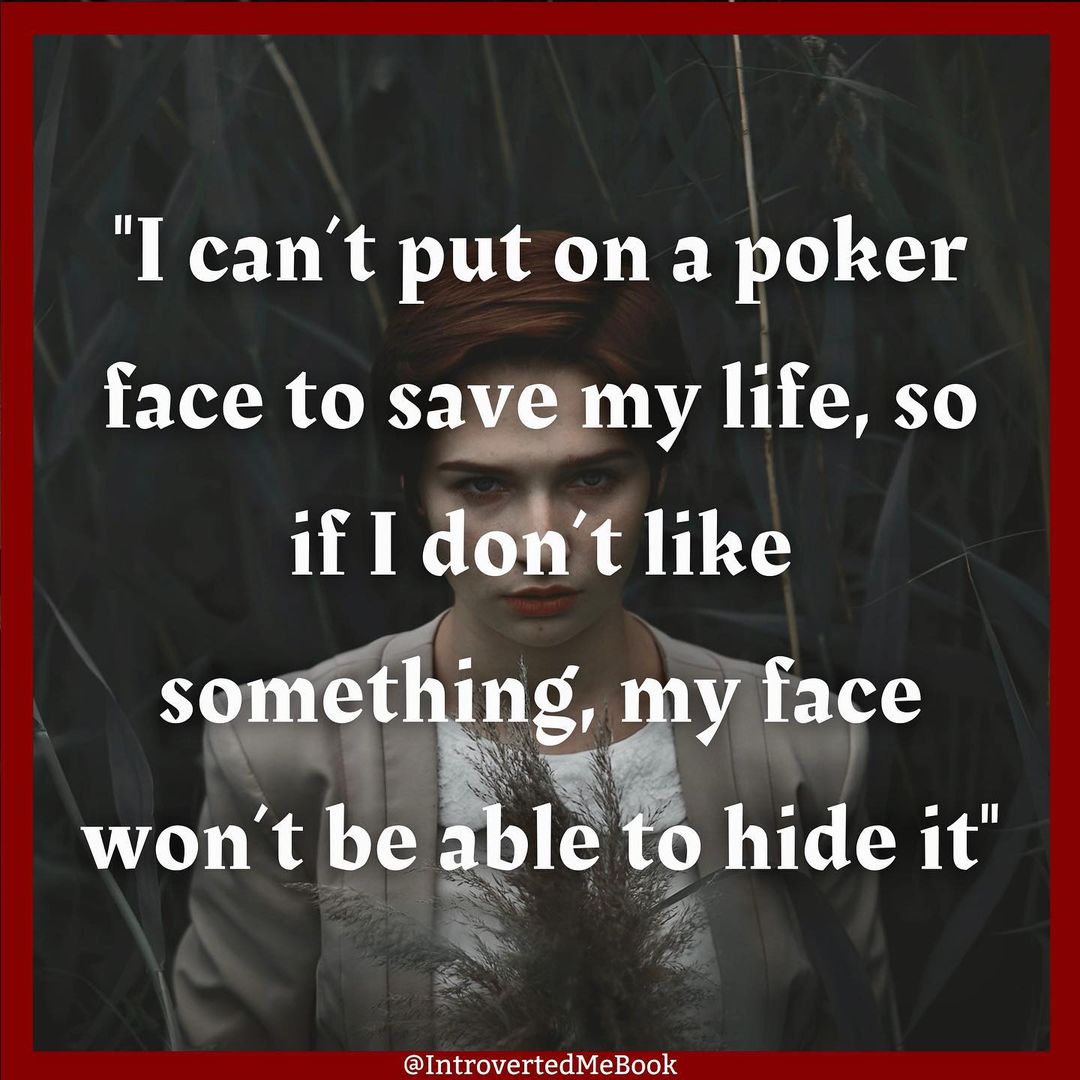 "I can't put on a poker
face to save my life, so
if I don't like
something, my face
won't be able to hide it"
@IntrovertedMeBook